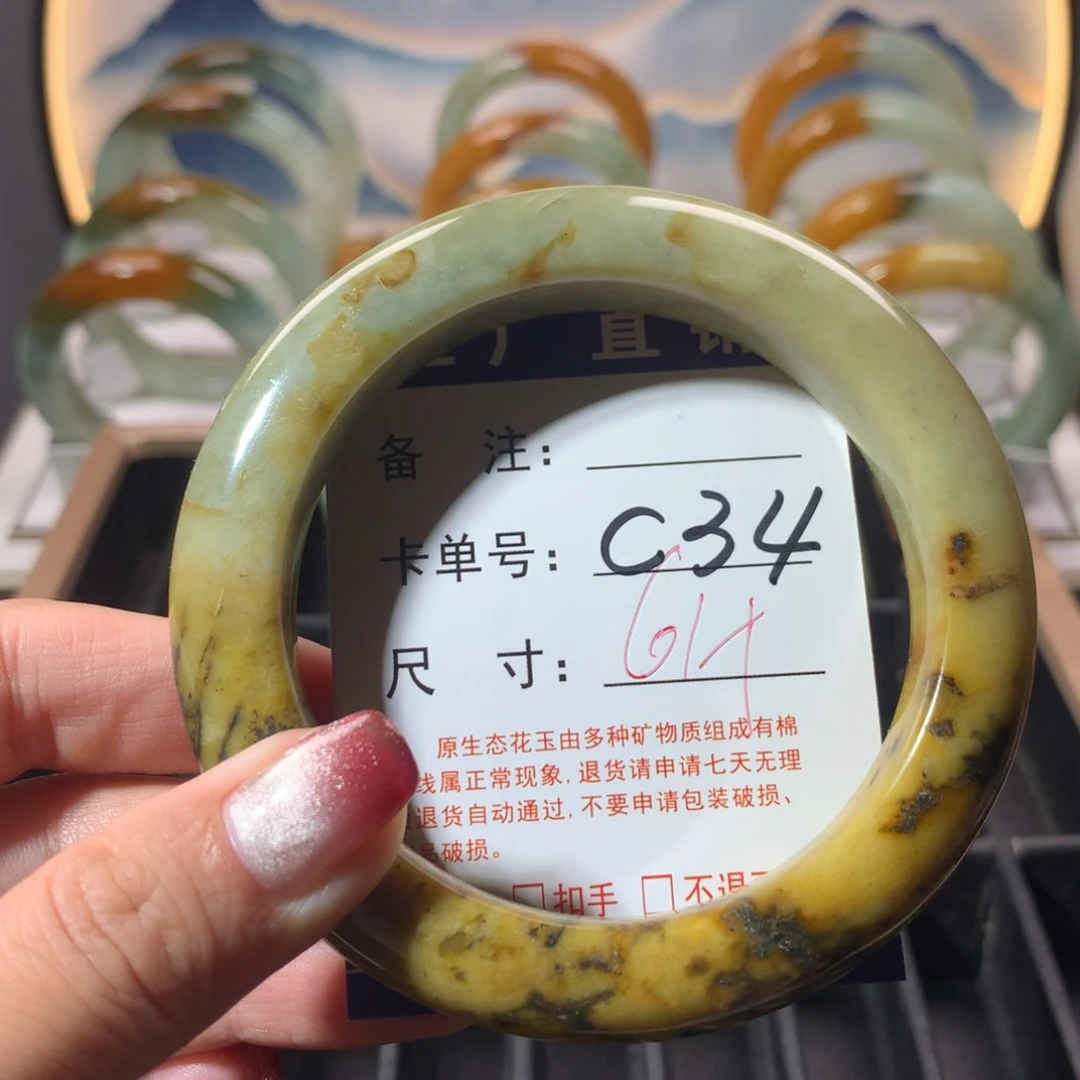 厂直销
备 注：
卡单号：C34
尺 寸：61+
原生态花玉由多种矿物质组成有棉
线属正常现象，退货请申请七天无理
退货自动通过，不要申请包装破损、
品破损。
□扣手 □不退